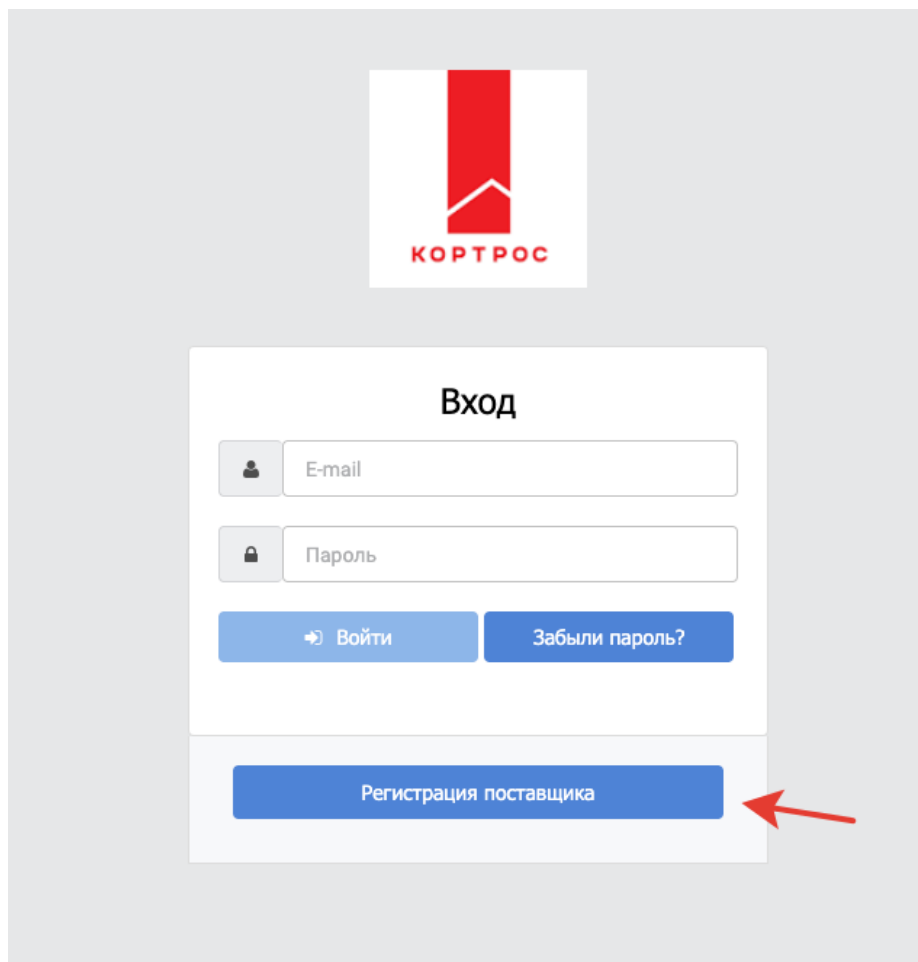 КОРТРОС
Вход
E-mail
Пароль
Войти
Забыли пароль?
Регистрация поставщика